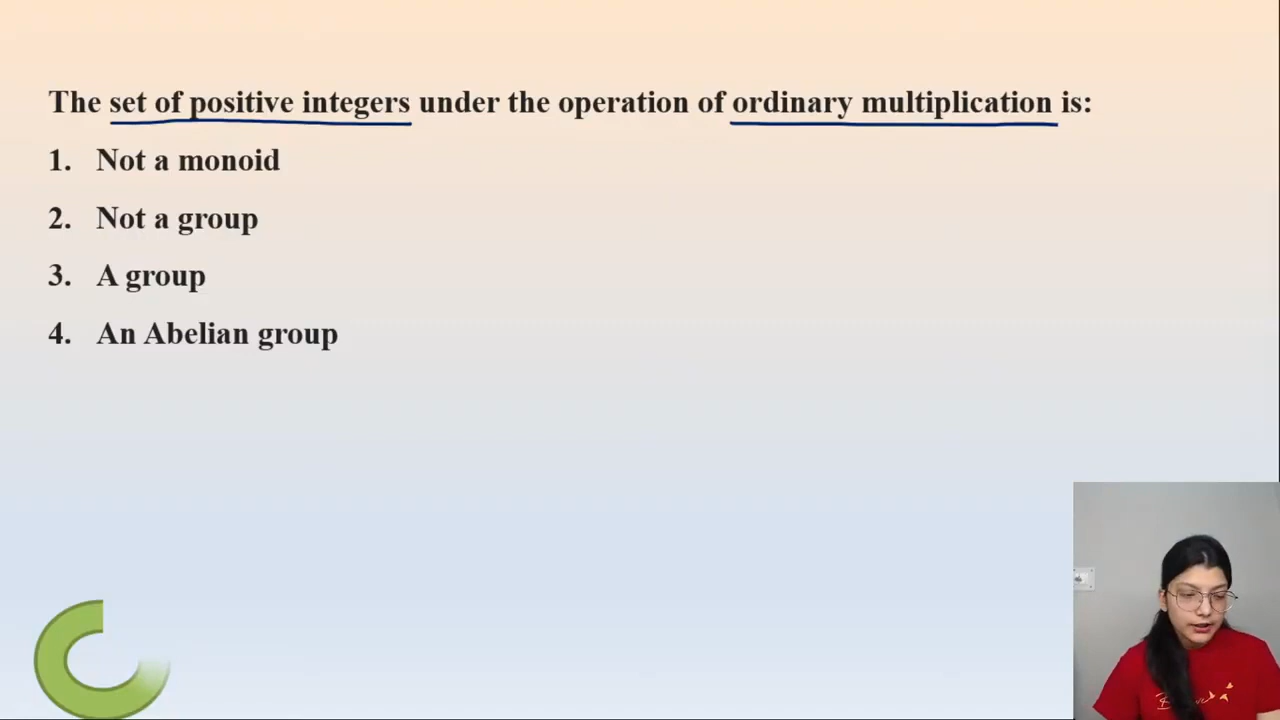 The set of positive integers under the operation of ordinary multiplication is:
1. Not a monoid
2. Not a group
3. A group
4. An Abelian group